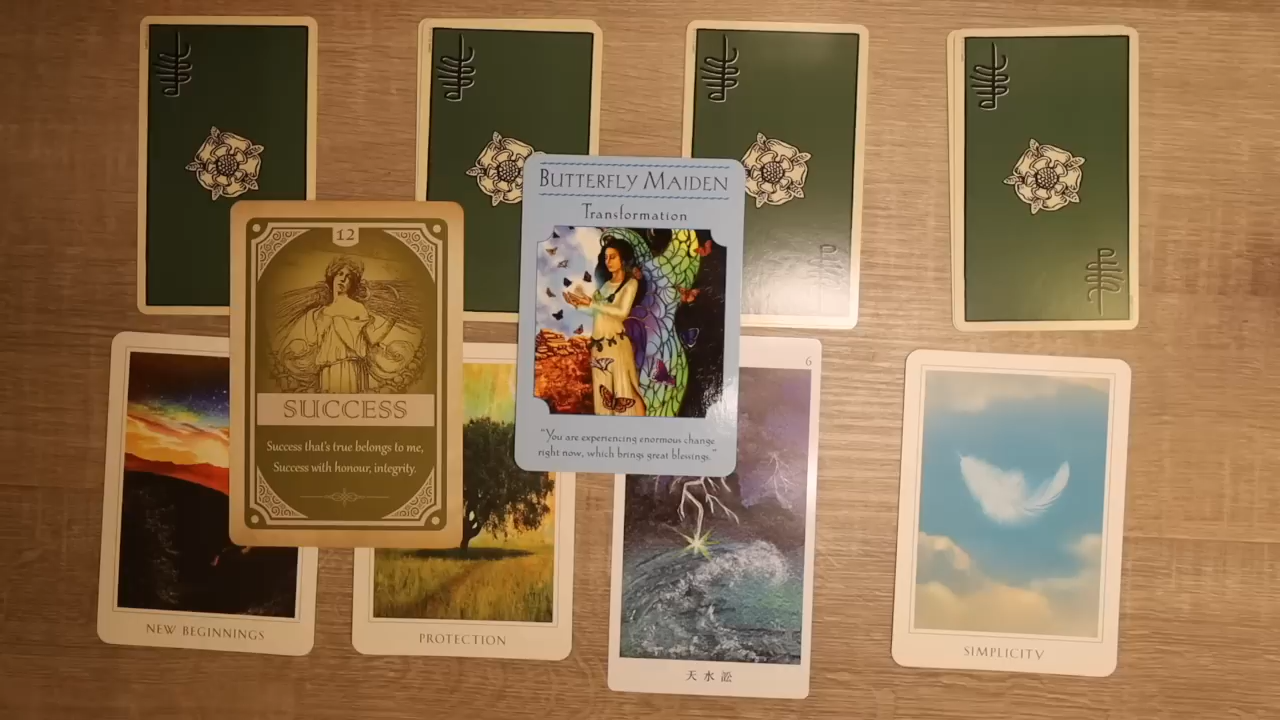 12
SUCCESS
Success that's true belongs to me,
Success with honour, integrity.
BUTTERFLY MAIDEN
Transformation
"You are experiencing enormous change
right now, which brings great blessings."
6
NEW BEGINNINGS
PROTECTION
天水訟
SIMPLICITY